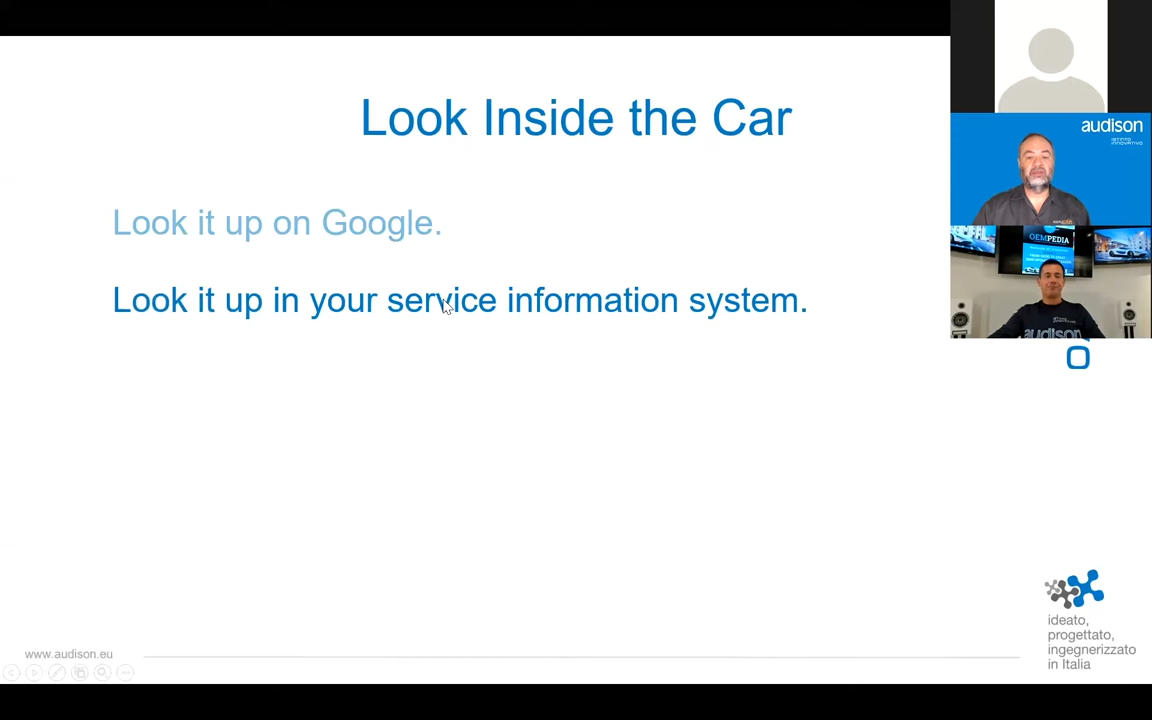 Look Inside the Car
Look it up on Google.
Look it up in your service information system.
audison
OEMPEDIA
audison
www.audison.eu
ideato,
progettato,
ingegnerizzato
in Italia